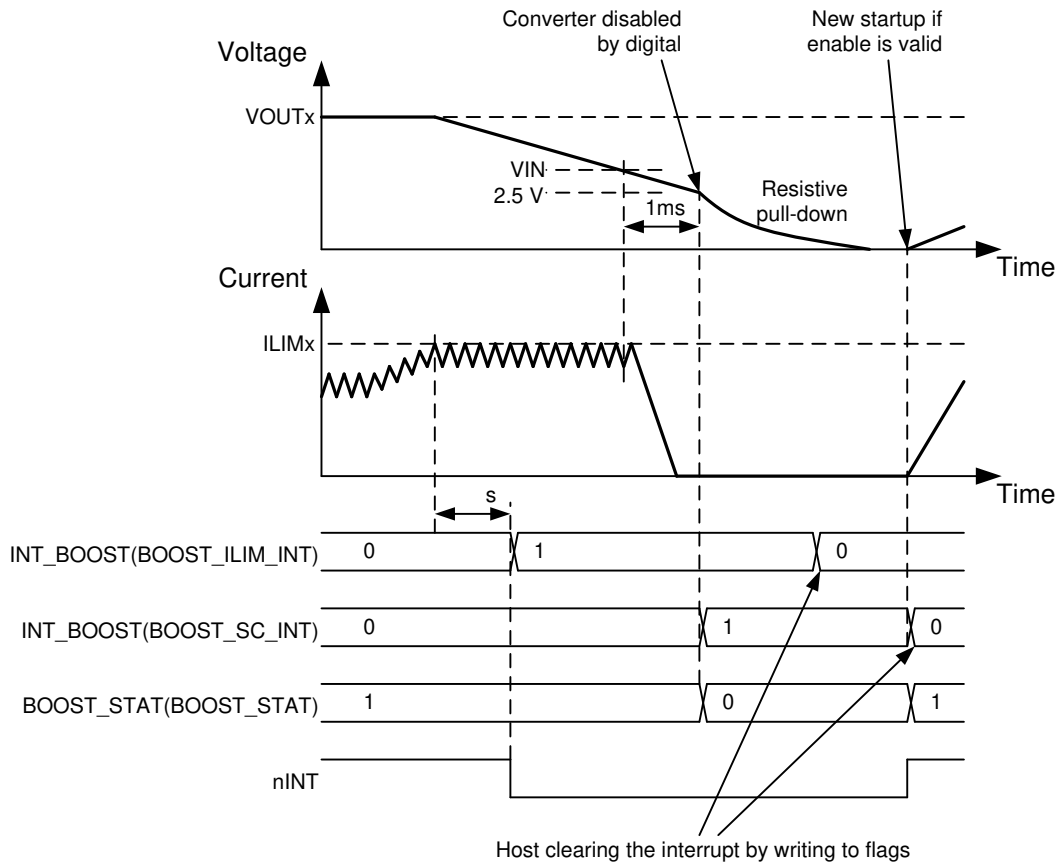 Converter disabled
by digital
New startup if
enable is valid
Voltage
VOUTx
VIN
2.5 V
1ms
Resistive
pull-down
Time
Current
ILIMx
Time
s
INT_BOOST(BOOST_ILIM_INT)
0
1
0
INT_BOOST(BOOST_SC_INT)
0
1
0
BOOST_STAT(BOOST_STAT)
1
0
1
nINT
Host clearing the interrupt by writing to flags